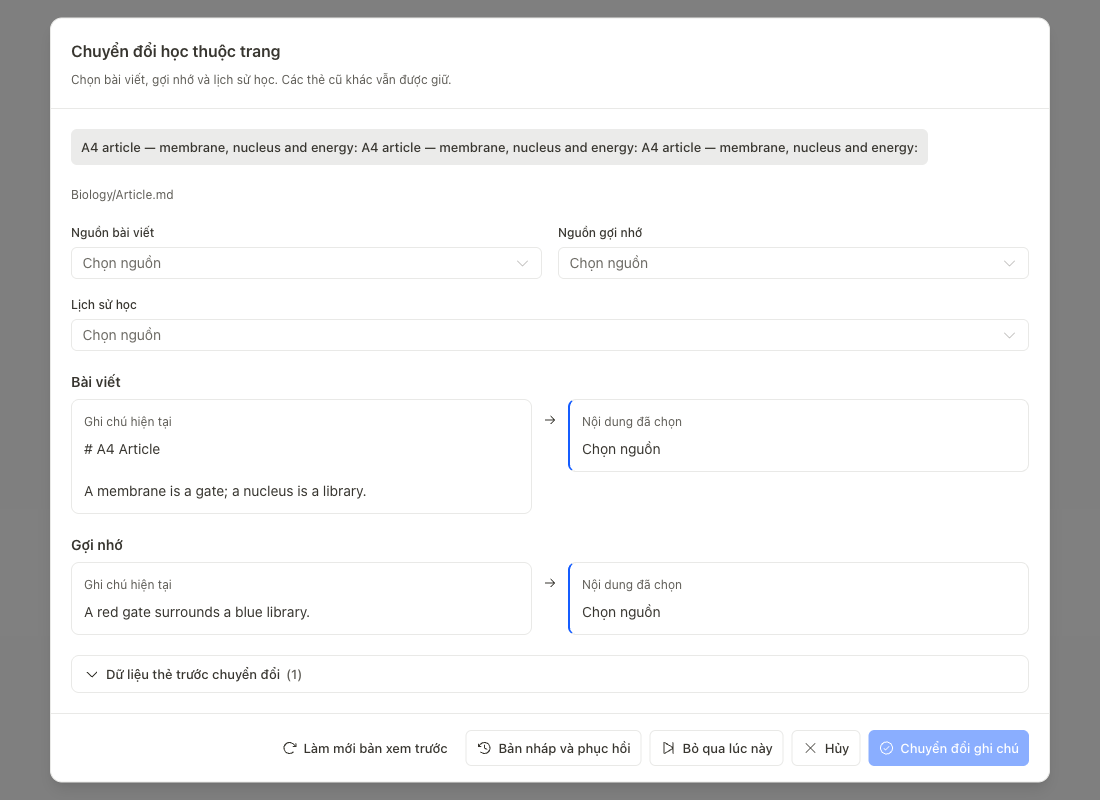 Chuyển đổi học thuộc trang
Chọn bài viết, gợi nhớ và lịch sử học. Các thẻ cũ khác vẫn được giữ.
A4 article — membrane, nucleus and energy: A4 article — membrane, nucleus and energy: A4 article — membrane, nucleus and energy:
Biology/Article.md
Nguồn bài viết
Nguồn gợi nhớ
Chọn nguồn
Chọn nguồn
Lịch sử học
Chọn nguồn
Bài viết
Ghi chú hiện tại
# A4 Article
A membrane is a gate; a nucleus is a library.
Nội dung đã chọn
Chọn nguồn
Gợi nhớ
Ghi chú hiện tại
A red gate surrounds a blue library.
Nội dung đã chọn
Chọn nguồn
Dữ liệu thẻ trước chuyển đổi (1)
Làm mới bản xem trước
Bản nháp và phục hồi
Bỏ qua lúc này
Hủy
Chuyển đổi ghi chú